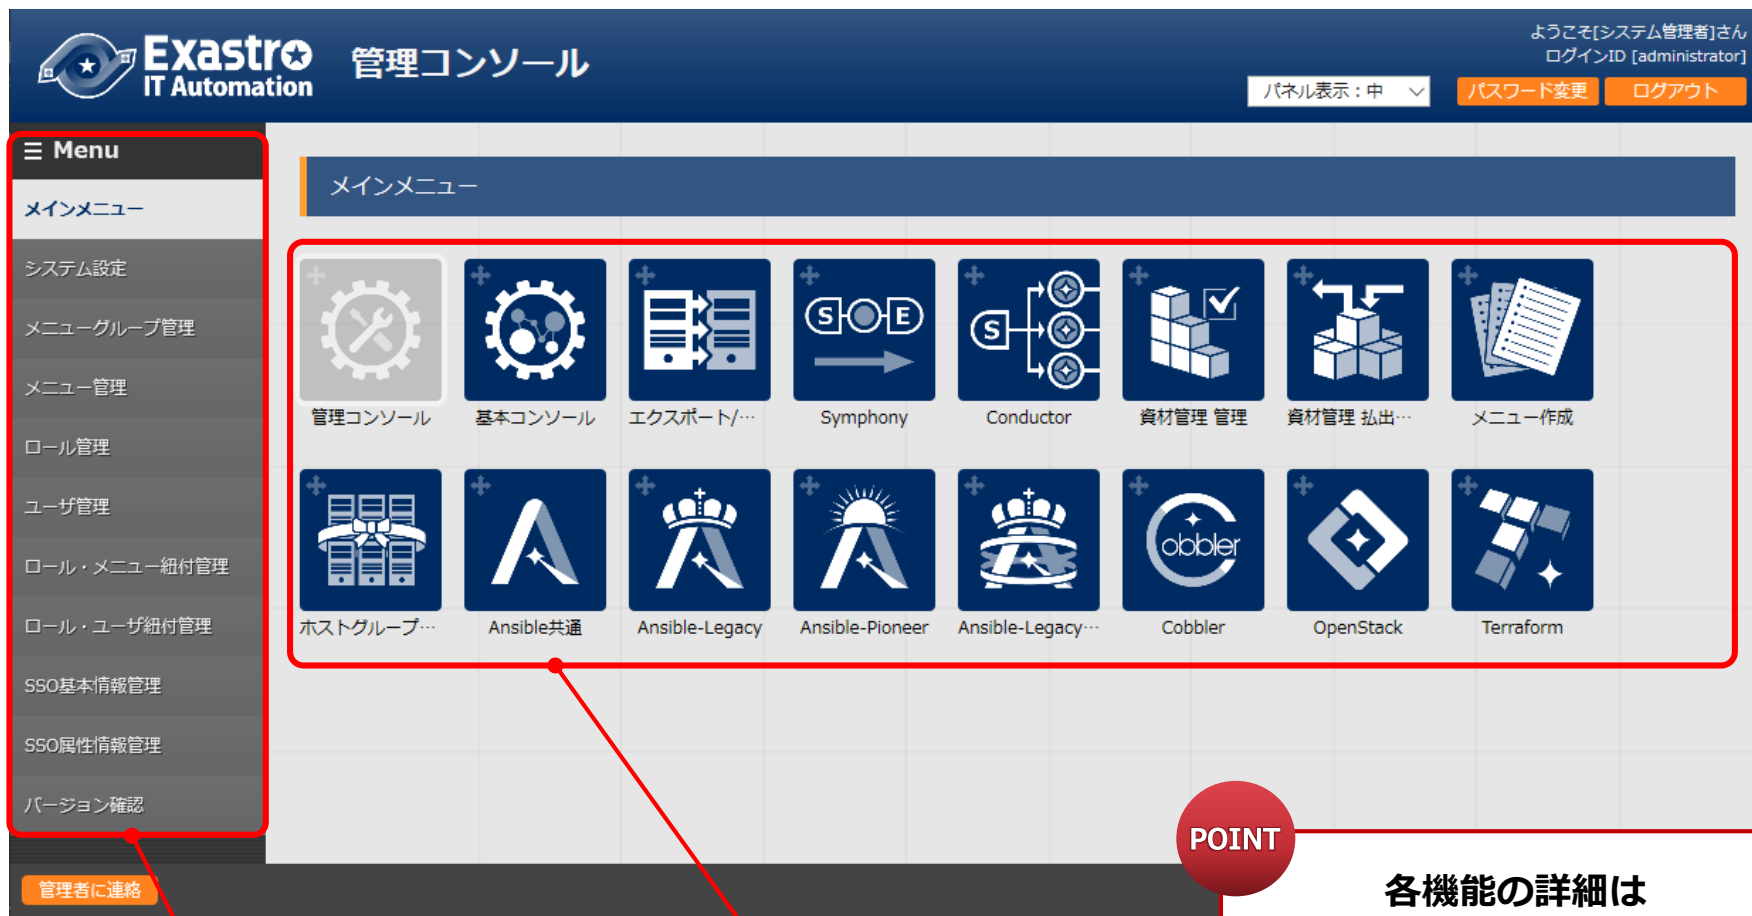 Exastro
IT Automation
管理コンソール
ようこそ[システム管理者]さん
ログインID [administrator]
パネル表示：中
パスワード変更
ログアウト
Menu
メインメニュー
システム設定
メニューグループ管理
メニュー管理
ロール管理
ユーザ管理
ロール・メニュー紐付管理
ロール・ユーザ紐付管理
SSO基本情報管理
SSO属性情報管理
バージョン確認
管理者に連絡
メインメニュー
S E
S
管理コンソール
基本コンソール
エクスポート/…
Symphony
Conductor
資材管理 管理
資材管理 払出…
メニュー作成
Cobbler
ホストグループ…
Ansible共通
Ansible-Legacy
Ansible-Pioneer
Ansible-Legacy…
Cobbler
OpenStack
Terraform
POINT
各機能の詳細は